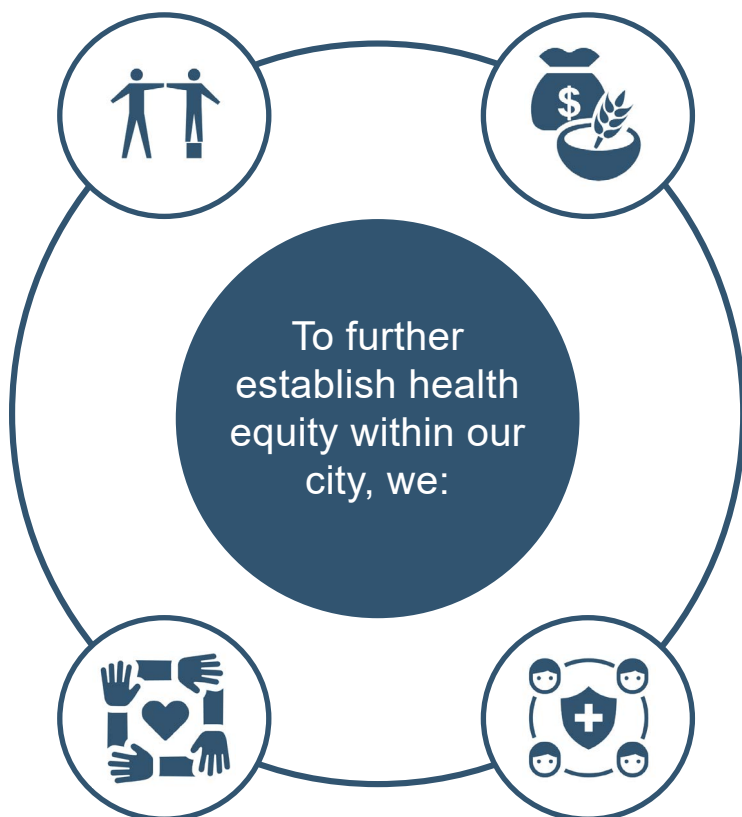 $
To further
establish health
equity within our
city, we: